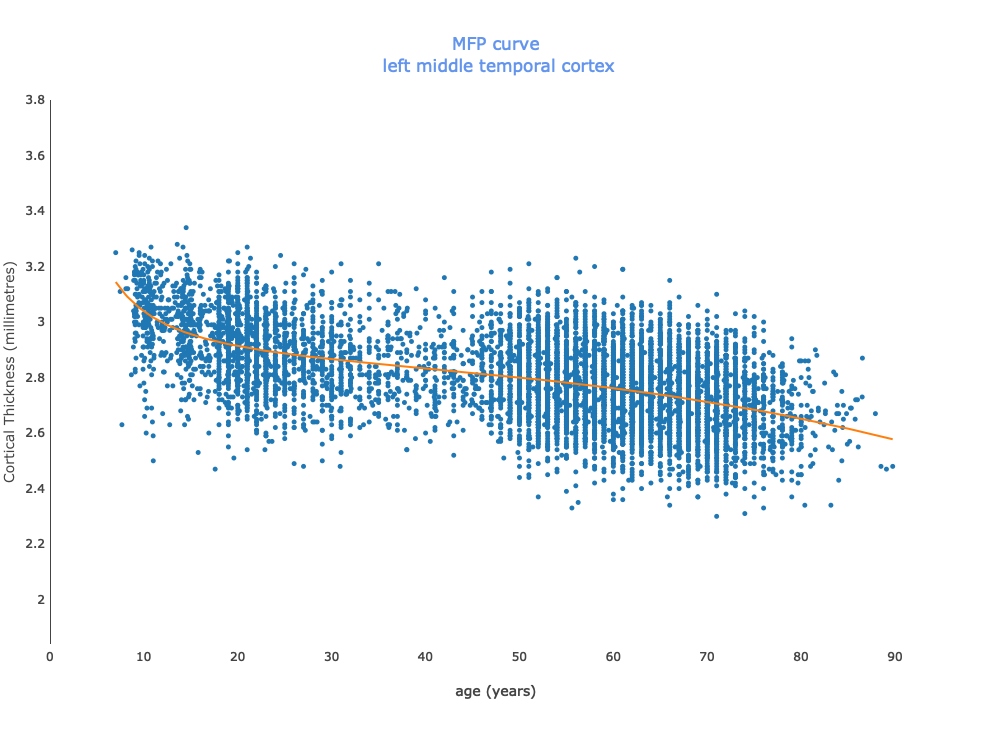 MFP curve
left middle temporal cortex
Cortical Thickness (millimetres)
3.8
3.6
3.4
3.2
3
2.8
2.6
2.4
2.2
2
0 10 20 30 40 50 60 70 80 90
age (years)